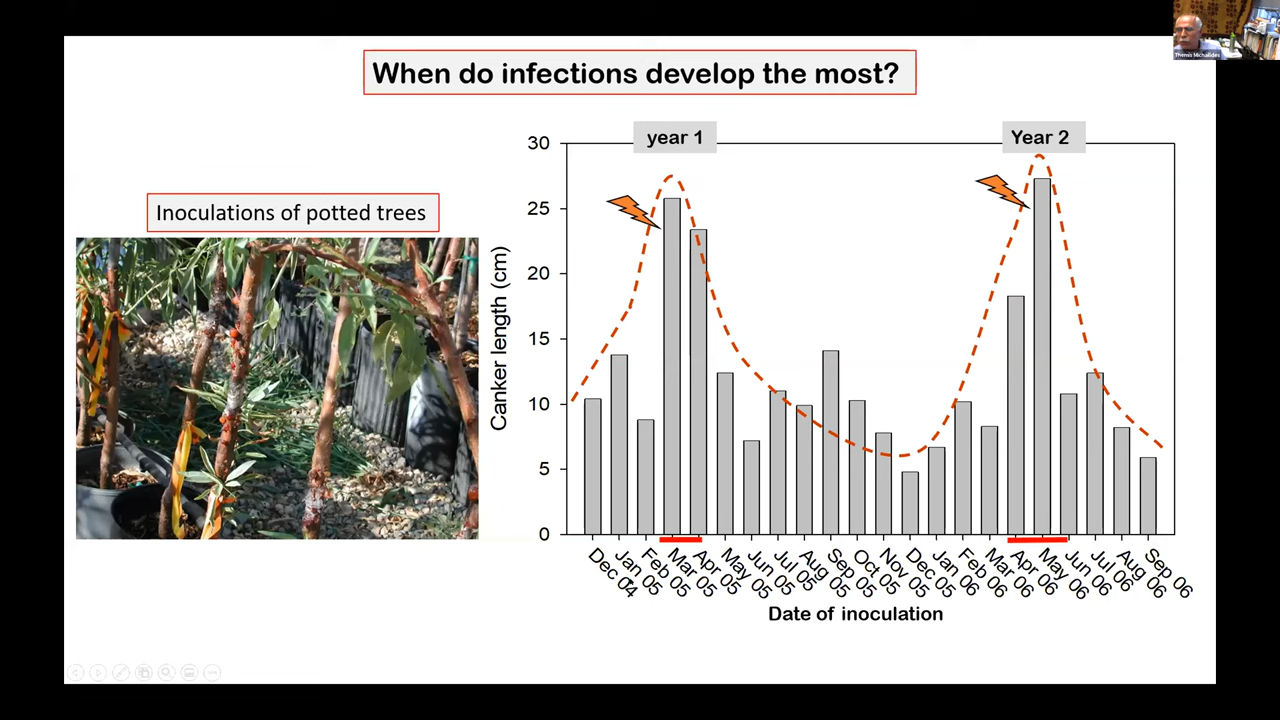 Themis Michailides
When do infections develop the most?
Inoculations of potted trees
year 1
Year 2
30
25
20
15
10
5
0
Canker length (cm)
Dec 04
Jan 05
Feb 05
Mar 05
Apr 05
May 05
Jun 05
Jul 05
Aug 05
Sep 05
Oct 05
Nov 05
Dec 05
Jan 06
Feb 06
Mar 06
Apr 06
May 06
Jun 06
Jul 06
Aug 06
Sep 06
Date of inoculation